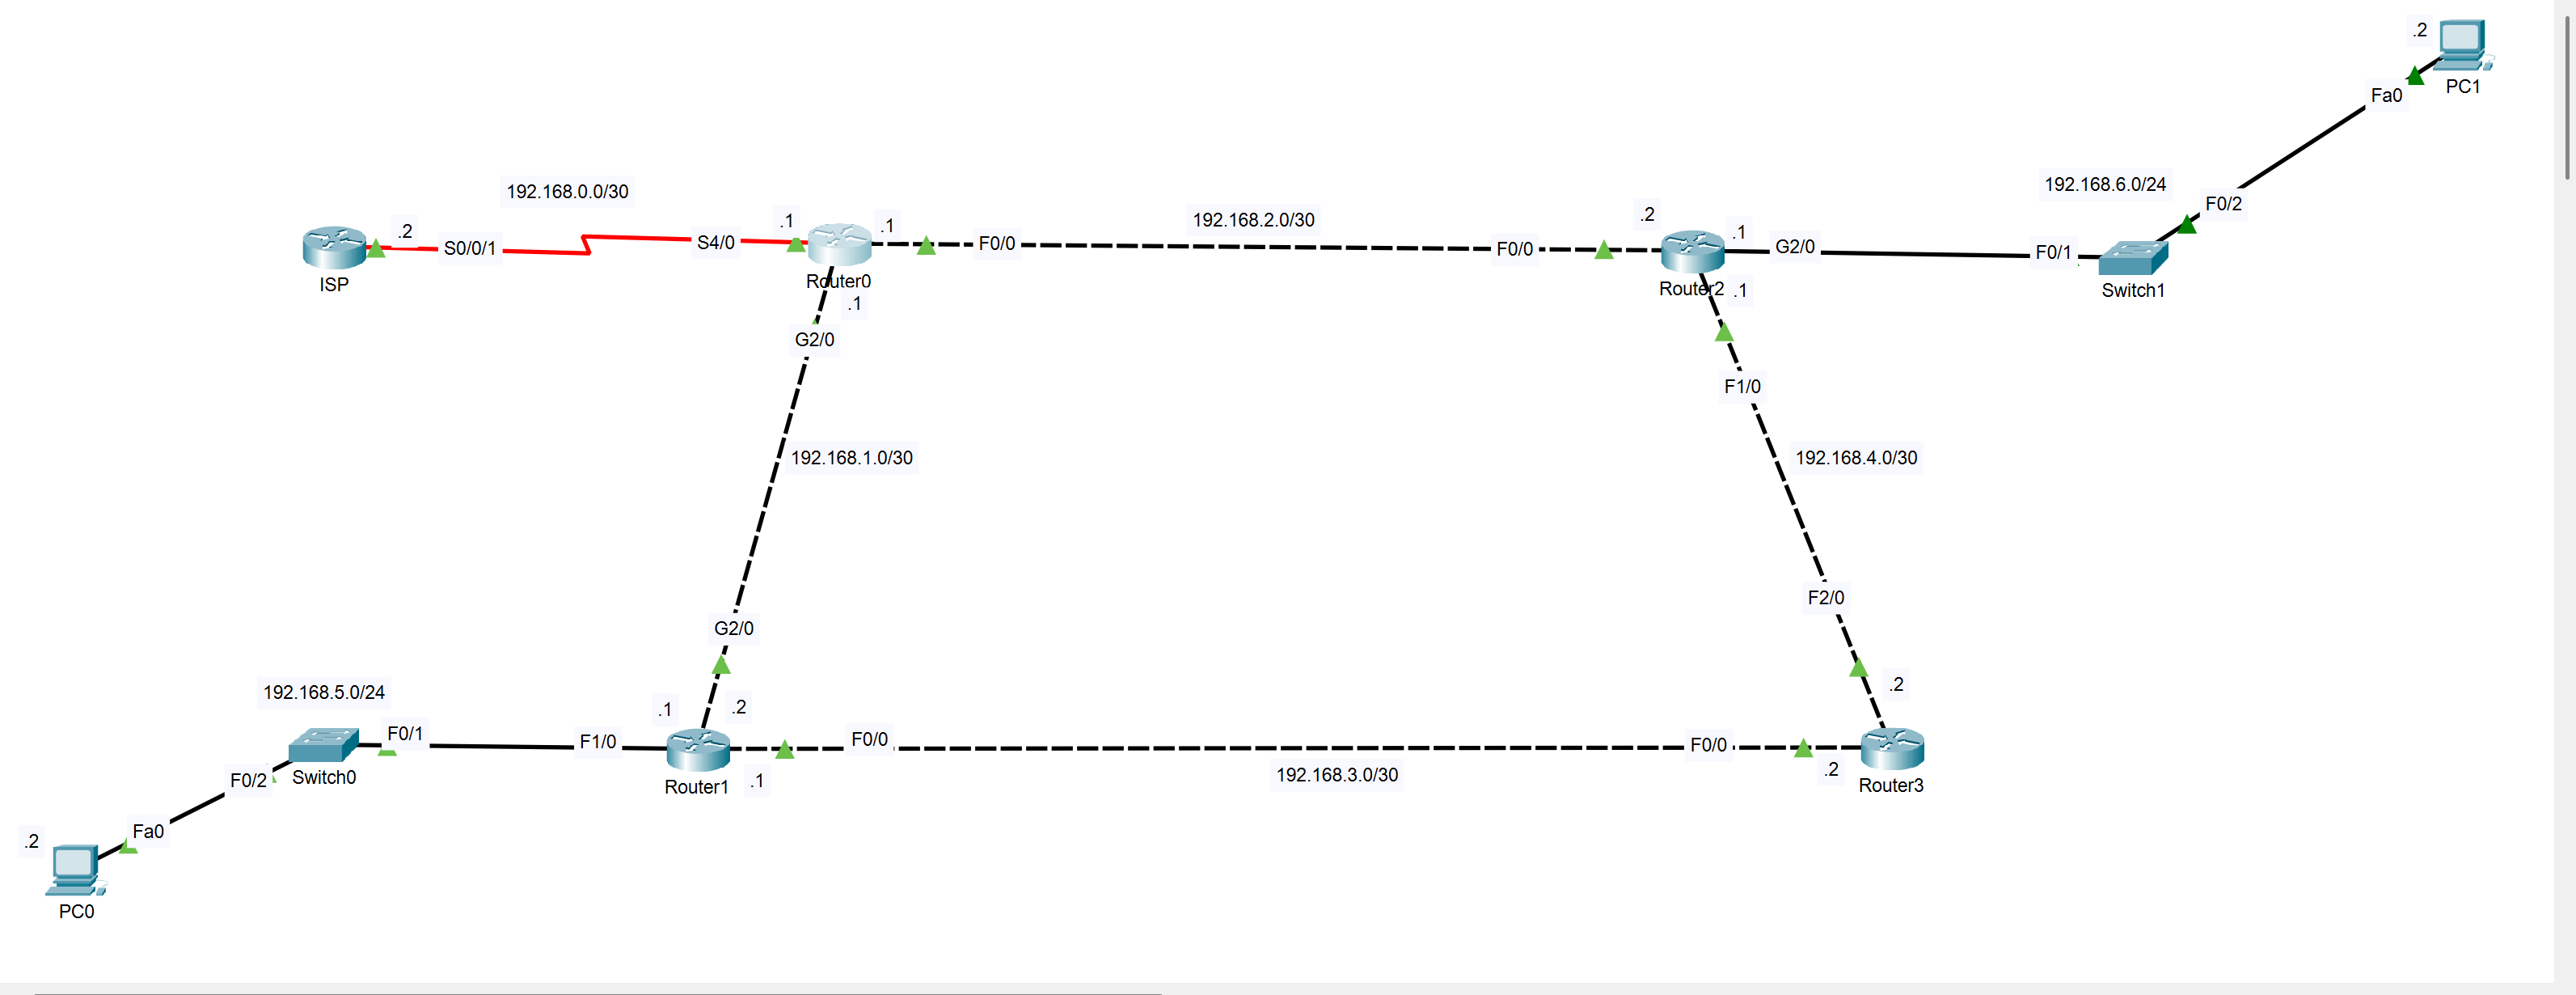 .2
PC1
Fa0
192.168.6.0/24
F0/2
192.168.0.0/30
.2
S0/0/1
ISP
S4/0
.1
.1
Router0
.1
G2/0
F0/0
192.168.2.0/30
F0/0
.2
.1
G2/0
Router2
.1
F0/1
Switch1
F1/0
192.168.1.0/30
192.168.4.0/30
F2/0
G2/0
.2
192.168.5.0/24
.1
.2
F0/1
F1/0
F0/0
F0/0
.2
Router3
192.168.3.0/30
Router1
.1
Switch0
F0/2
Fa0
.2
PC0